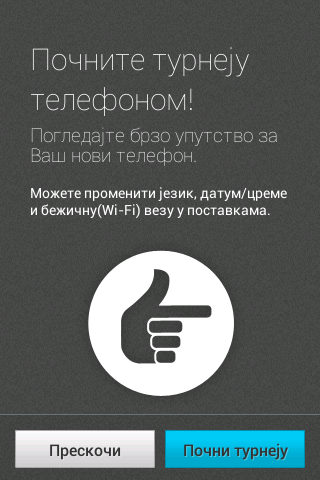 Почните турнеју
телефоном!
Погледајте брзо упутство за
Ваш нови телефон.
Можете променити језик, датум/цреме
и бежичну(Wi-Fi) везу у поставкама.
Прескочи
Почни турнеју